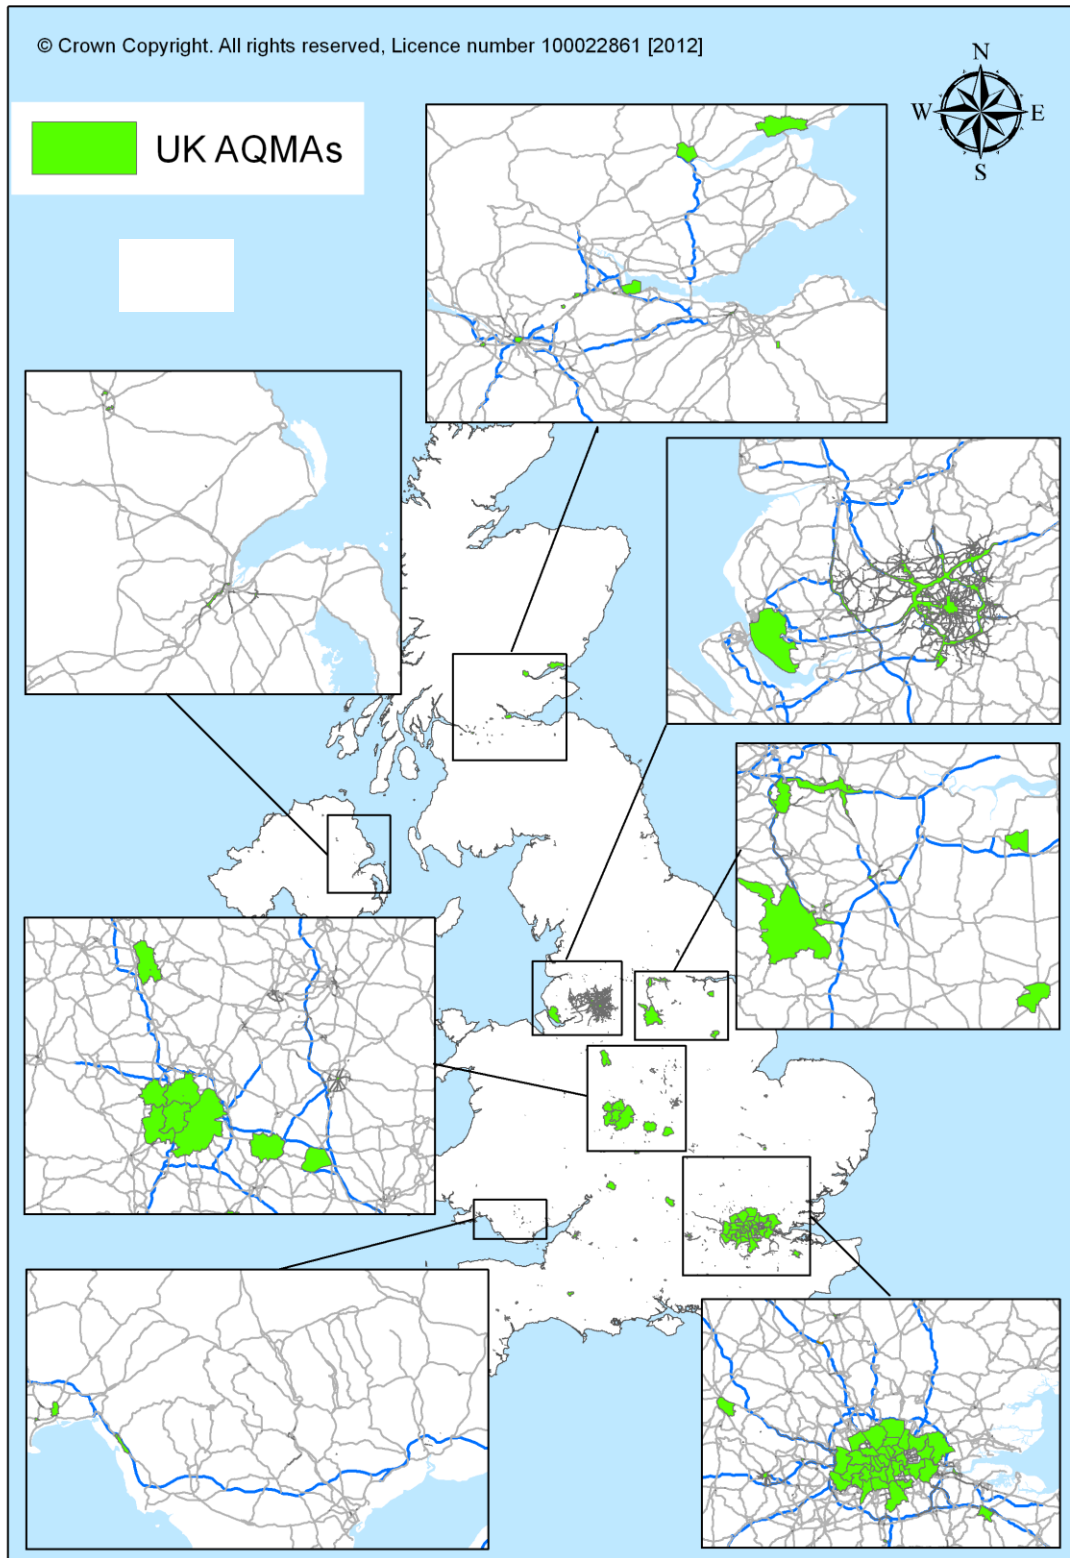 © Crown Copyright. All rights reserved, Licence number 100022861 [2012]
N
W E
S
UK AQMAs